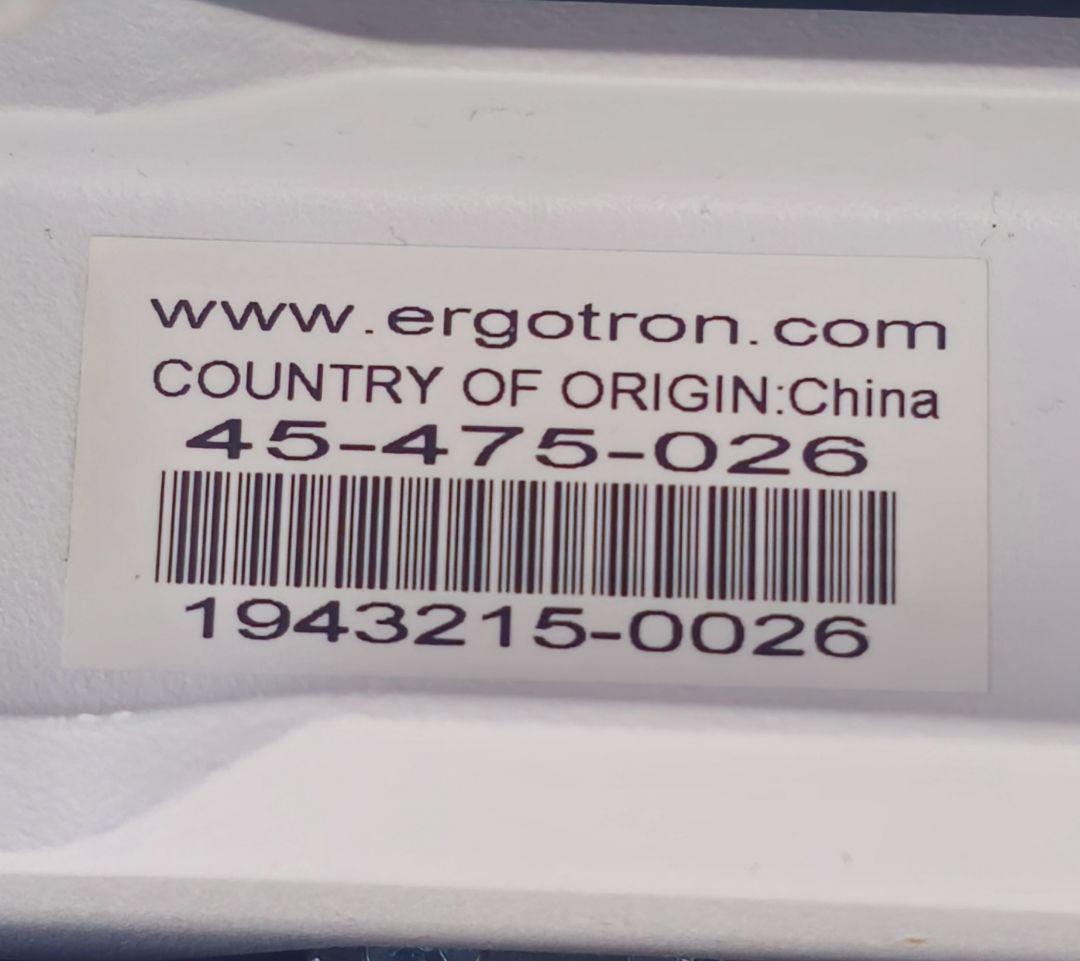 www.ergotron.com
COUNTRY OF ORIGIN:China
45-475-026
1943215-0026